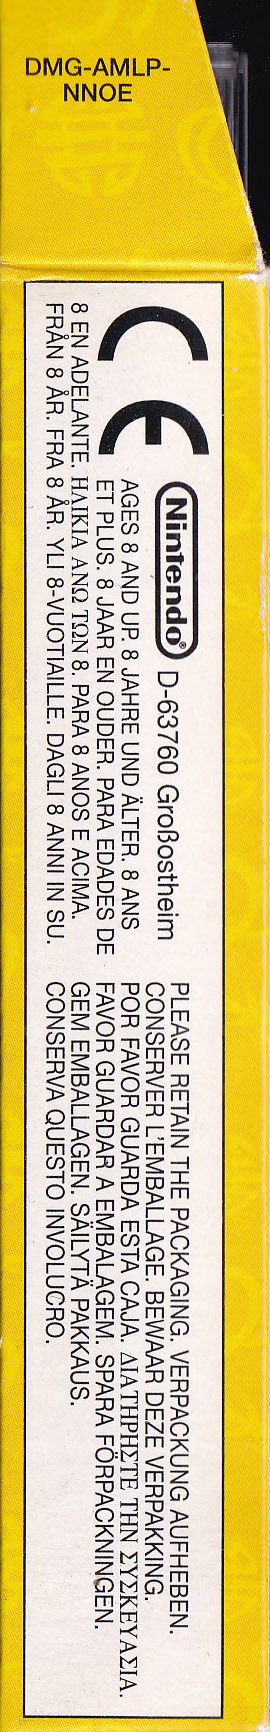 DMG-AMLP-
NNOE
CE
Nintendo® D-63760 Großostheim
AGES 8 AND UP. 8 JAHRE UND ÄLTER. 8 ANS
ET PLUS. 8 JAAR EN OUDER. PARA EDADES DE
8 EN ADELANTE. ΗΛΙΚΙΑ ΑΝΩ ΤΩΝ 8. PARA 8 ANOS E ACIMA.
FRÅN 8 ÅR. FRA 8 ÅR. YLI 8-VUOTIAILLE. DAGLI 8 ANNI IN SU.
PLEASE RETAIN THE PACKAGING. VERPACKUNG AUFHEBEN.
CONSERVER L'EMBALLAGE. BEWAAR DEZE VERPAKKING.
POR FAVOR GUARDA ESTA CAJA. ΔΙΑΤΗΡΗΣΤΕ ΤΗΝ ΣΥΣΚΕΥΑΣΙΑ.
FAVOR GUARDAR A EMBALAGEM. SPARA FÖRPACKNINGEN.
GEM EMBALLAGEN. SÄILYTÄ PAKKAUS.
CONSERVA QUESTO INVOLUCRO.